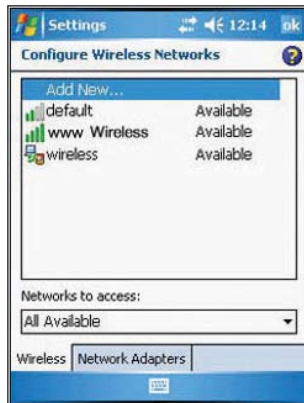 Settings 12:14 ok
Configure Wireless Networks
Add New...
default Available
www Wireless Available
wireless Available
Networks to access:
All Available
Wireless Network Adapters